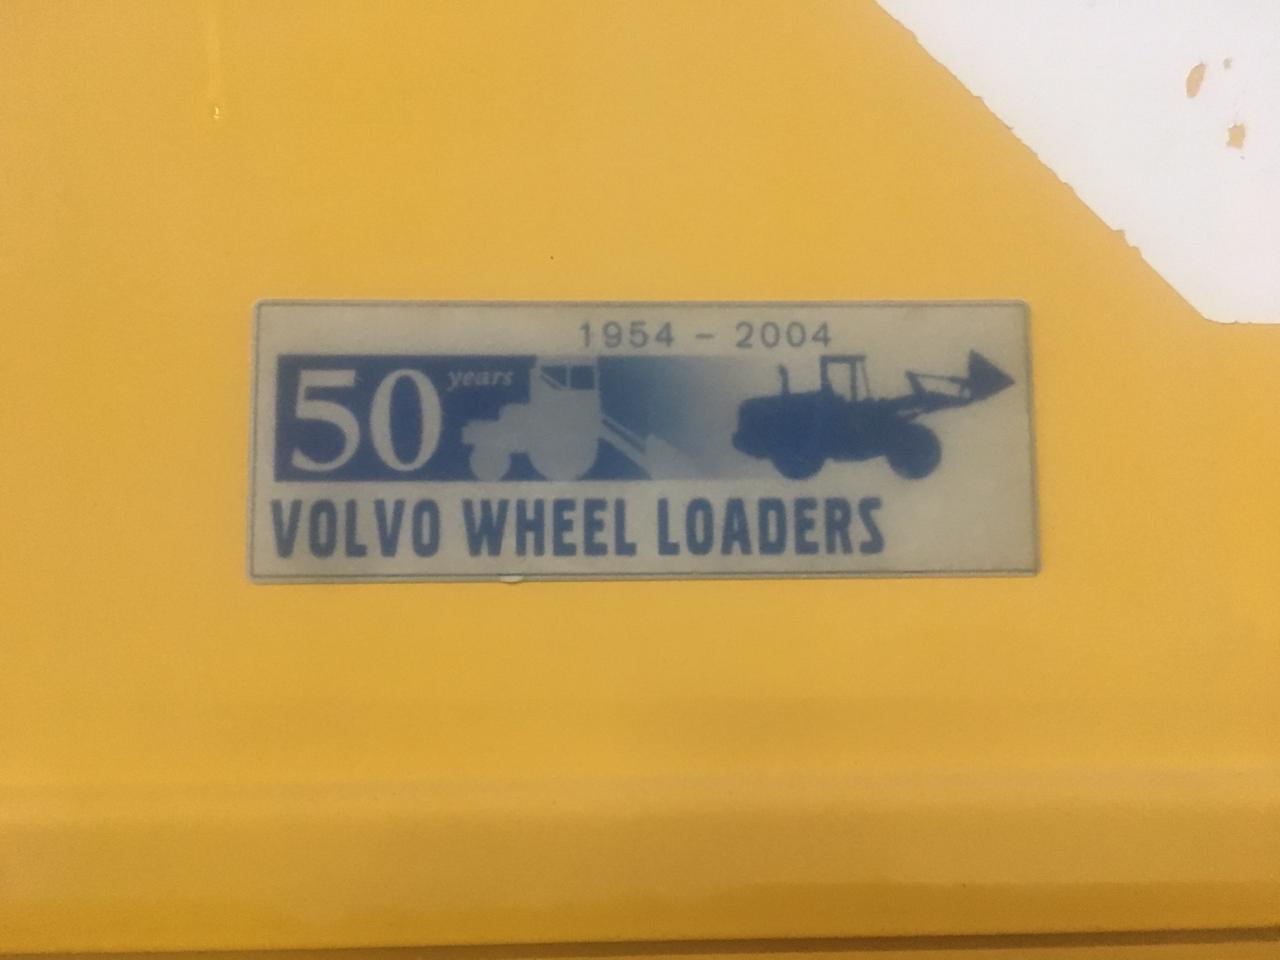 1954 - 2004
50 years
VOLVO WHEEL LOADERS